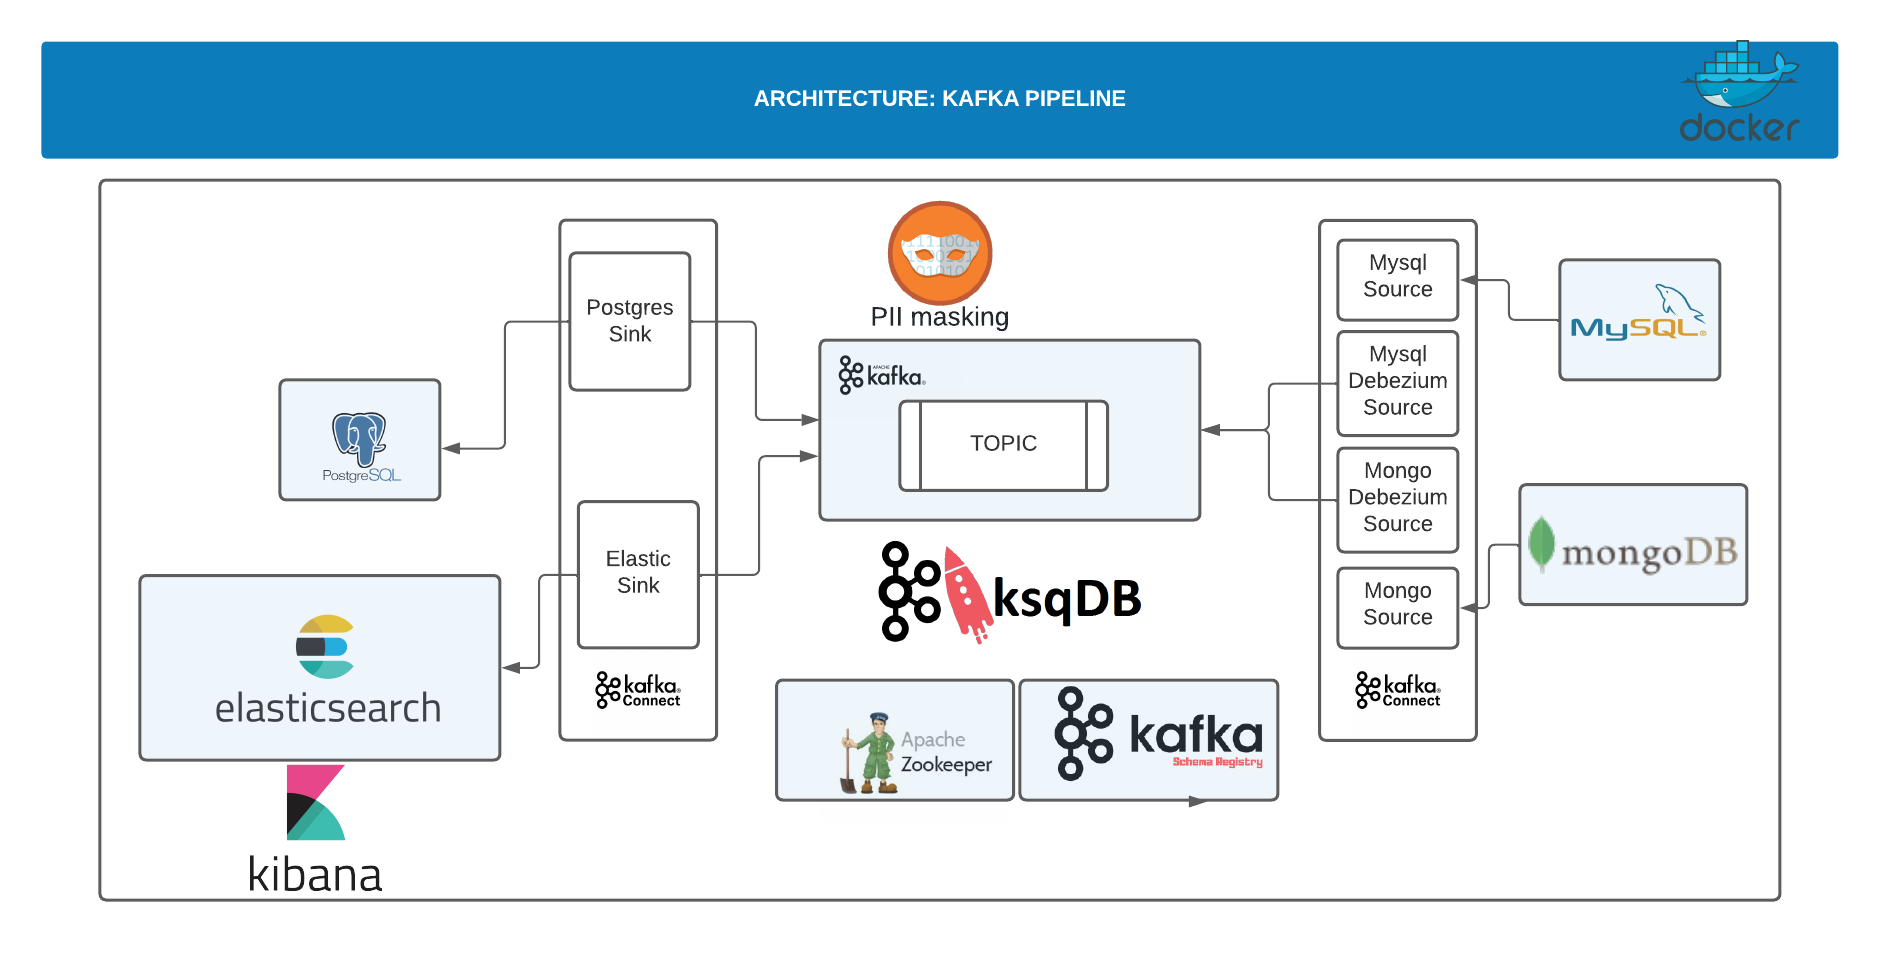 ARCHITECTURE: KAFKA PIPELINE
docker
Postgres
Sink
PostgreSQL
Elastic
Sink
elasticsearch
kibana
kafka®
Connect
PII masking
APACHE
kafka®
TOPIC
ksqDB
Apache
Zookeeper
kafka
Schema Registry
Mysql
Source
Mysql
Debezium
Source
Mongo
Debezium
Source
Mongo
Source
kafka®
Connect
MySQL®
mongoDB